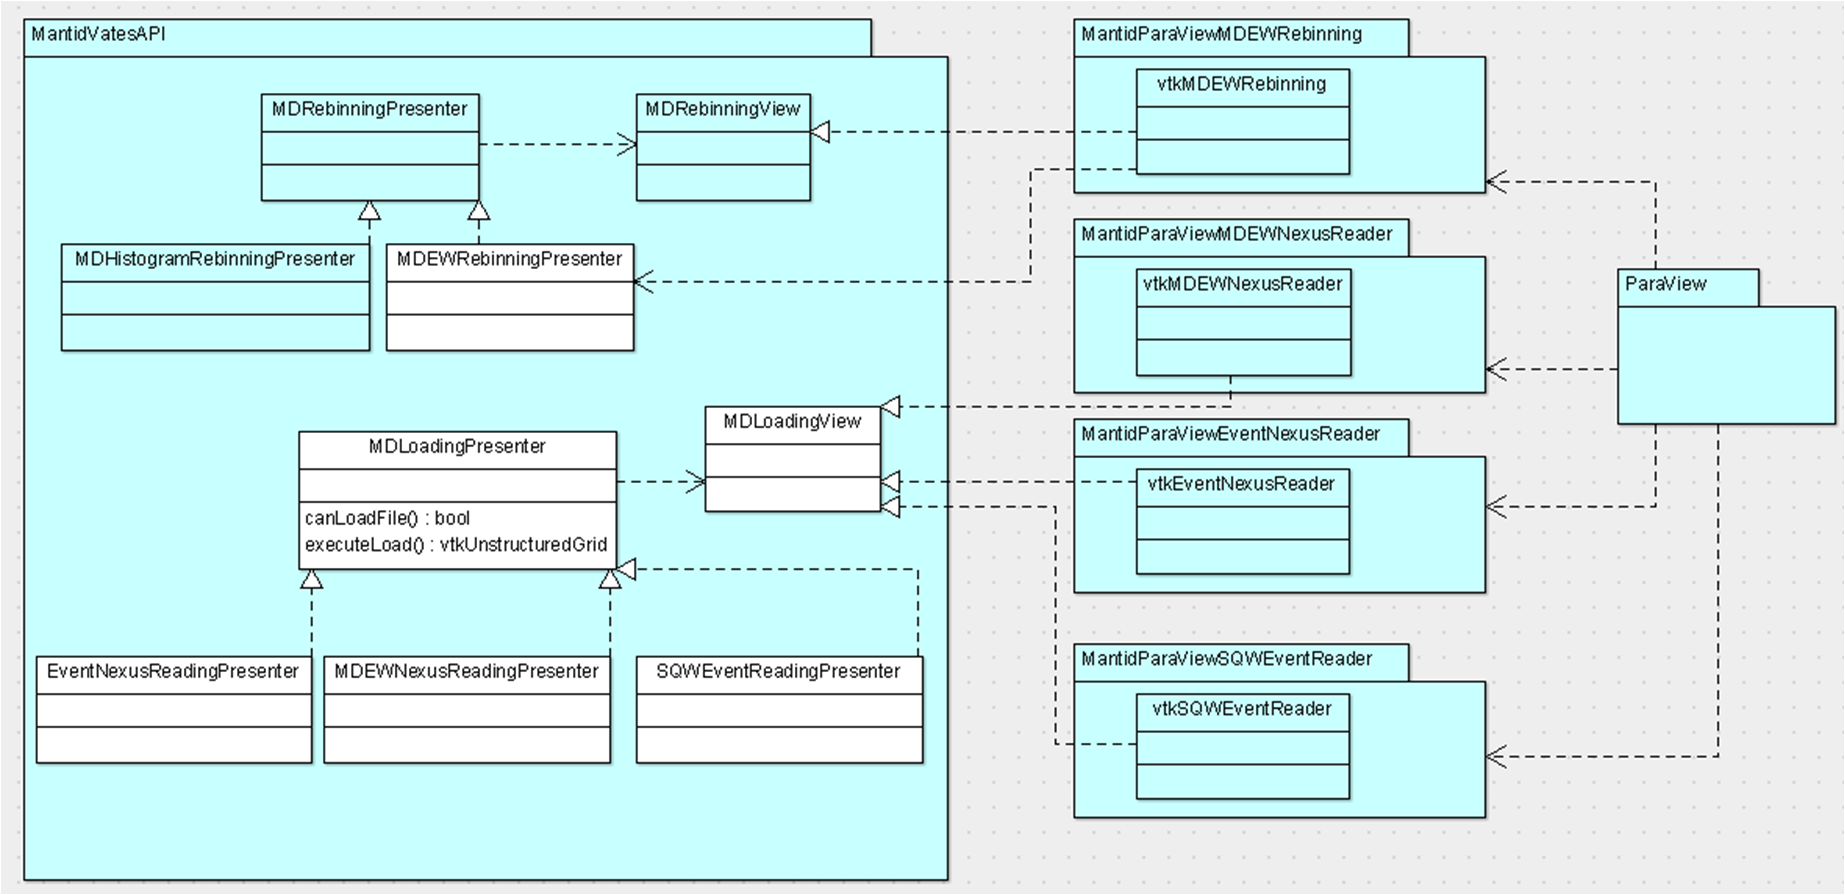 MantidVatesAPI
MDRebinningPresenter
MDRebinningView
MDHistogramRebinningPresenter
MDEWRebinningPresenter
MDLoadingPresenter
canLoadFile() : bool
executeLoad() : vtkUnstructuredGrid
MDLoadingView
EventNexusReadingPresenter
MDEWNexusReadingPresenter
SQWEventReadingPresenter
MantidParaViewMDEWRebinning
vtkMDEWRebinning
MantidParaViewMDEWNexusReader
vtkMDEWNexusReader
MantidParaViewEventNexusReader
vtkEventNexusReader
MantidParaViewSQWEventReader
vtkSQWEventReader
ParaView